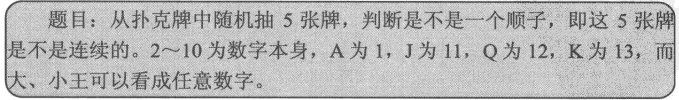 题目：从扑克牌中随机抽 5 张牌，判断是不是一个顺子，即这 5 张牌
是不是连续的。2～10 为数字本身，A 为 1，J 为 11，Q 为 12，K 为 13，而
大、小王可以看成任意数字。